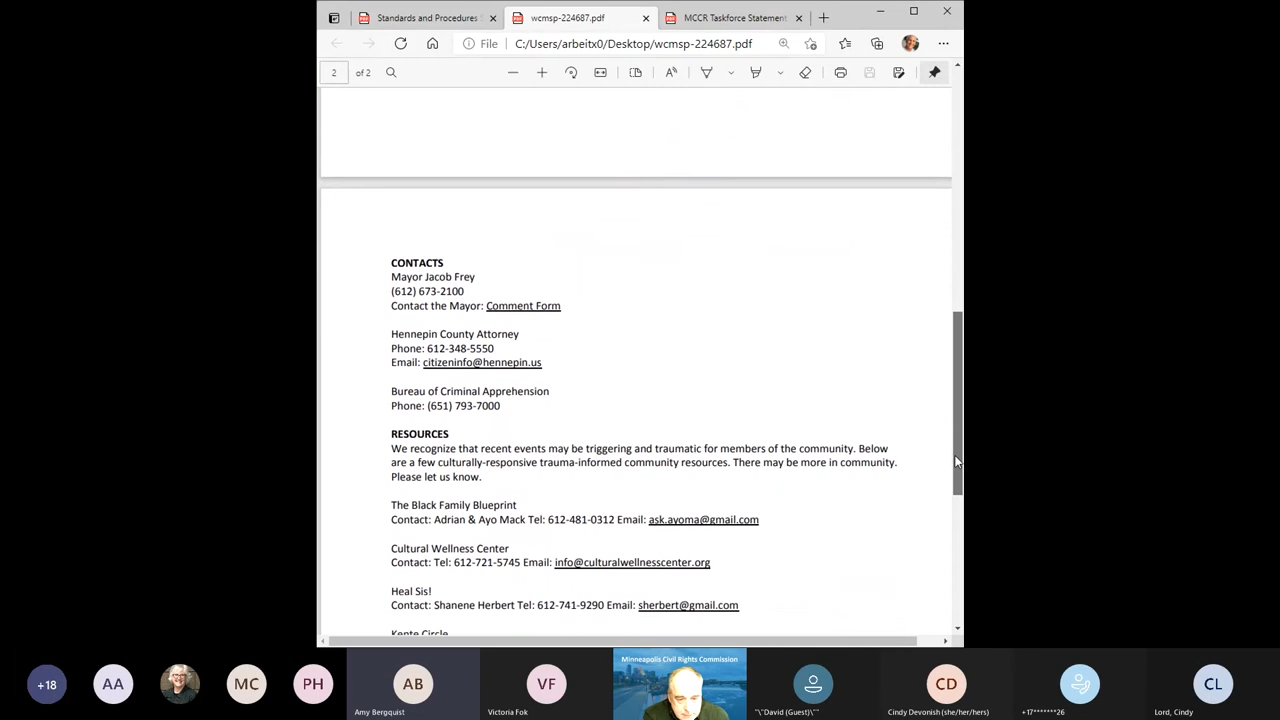 Standards and Procedures
wcmsp-224687.pdf
MCCR Taskforce Statement
File
C:/Users/arbeitx0/Desktop/wcmsp-224687.pdf
2 of 2
CONTACTS
Mayor Jacob Frey
(612) 673-2100
Contact the Mayor: Comment Form
Hennepin County Attorney
Phone: 612-348-5550
Email: citizeninfo@hennepin.us
Bureau of Criminal Apprehension
Phone: (651) 793-7000
RESOURCES
We recognize that recent events may be triggering and traumatic for members of the community. Below
are a few culturally-responsive trauma-informed community resources. There may be more in community.
Please let us know.
The Black Family Blueprint
Contact: Adrian & Ayo Mack Tel: 612-481-0312 Email: ask.ayoma@gmail.com
Cultural Wellness Center
Contact: Tel: 612-721-5745 Email: info@culturalwellnesscenter.org
Heal Sis!
Contact: Shanene Herbert Tel: 612-741-9290 Email: sherbert@gmail.com
Kente Circle
+18
AA
MC
PH
AB
Amy Bergquist
VF
Victoria Fok
Minneapolis Civil Rights Commission
"\"David (Guest)\""
CD
Cindy Devonish (she/her/hers)
+17*******26
CL
Lord, Cindy